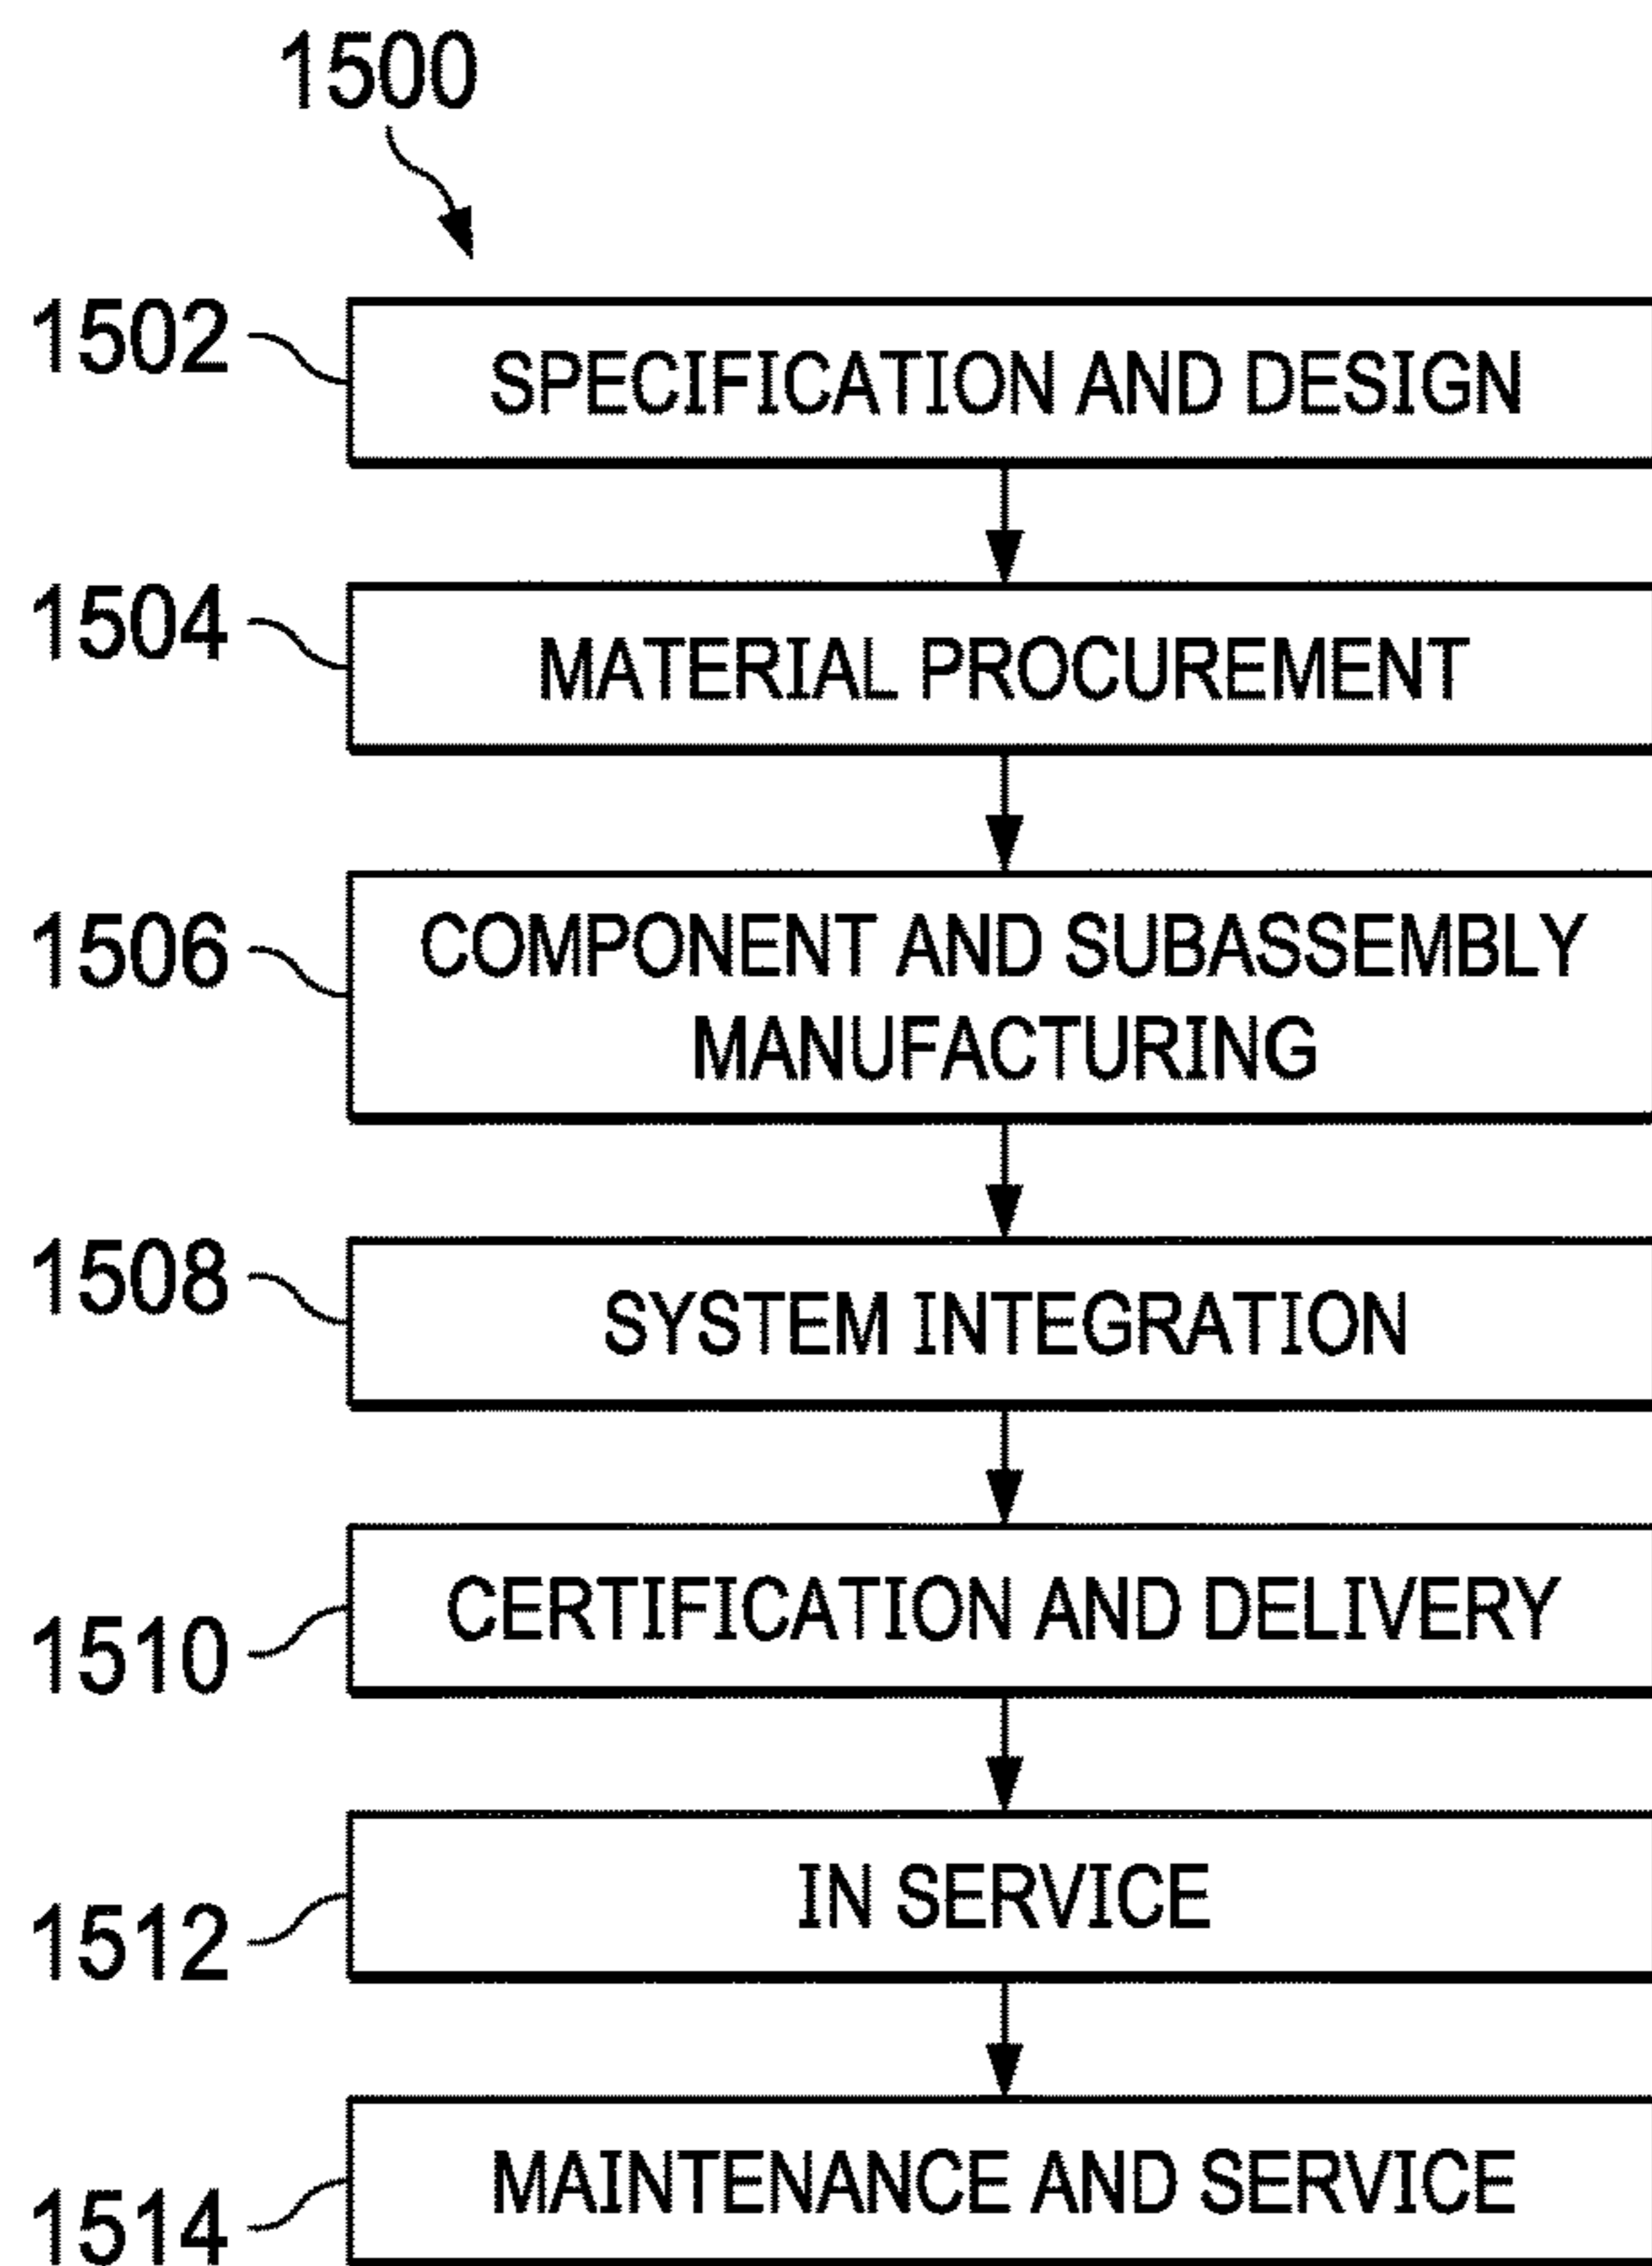 1500
1502
SPECIFICATION AND DESIGN
1504
MATERIAL PROCUREMENT
1506
COMPONENT AND SUBASSEMBLY
MANUFACTURING
1508
SYSTEM INTEGRATION
1510
CERTIFICATION AND DELIVERY
1512
IN SERVICE
1514
MAINTENANCE AND SERVICE